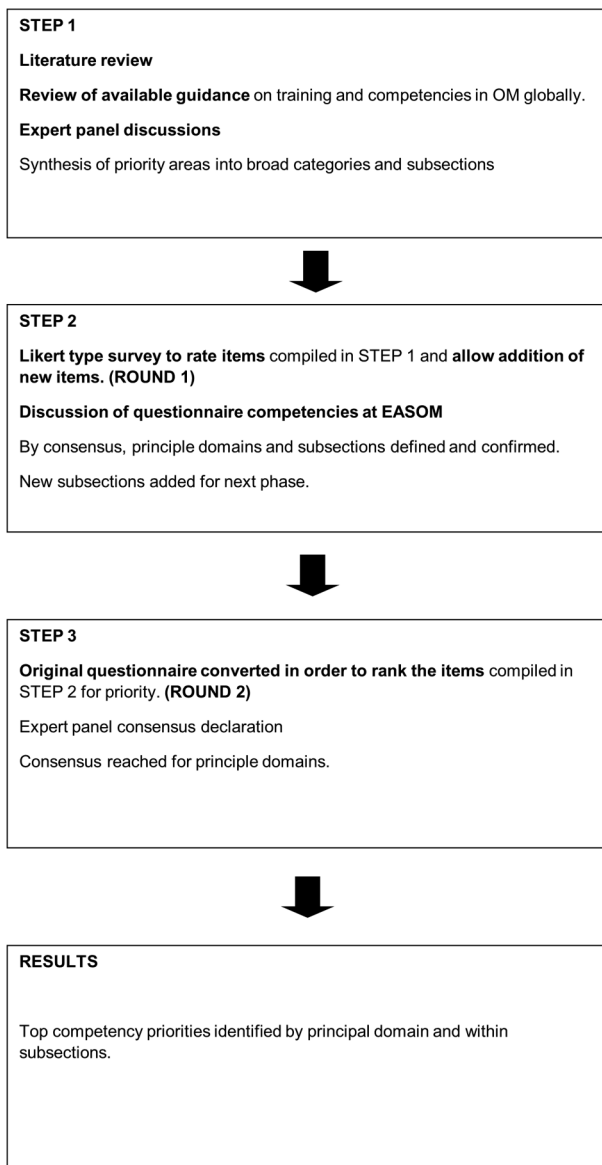 STEP 1
Literature review
Review of available guidance on training and competencies in OM globally.
Expert panel discussions
Synthesis of priority areas into broad categories and subsections
STEP 2
Likert type survey to rate items compiled in STEP 1 and allow addition of
new items. (ROUND 1)
Discussion of questionnaire competencies at EASOM
By consensus, principle domains and subsections defined and confirmed.
New subsections added for next phase.
STEP 3
Original questionnaire converted in order to rank the items compiled in
STEP 2 for priority. (ROUND 2)
Expert panel consensus declaration
Consensus reached for principle domains.
RESULTS
Top competency priorities identified by principal domain and within
subsections.